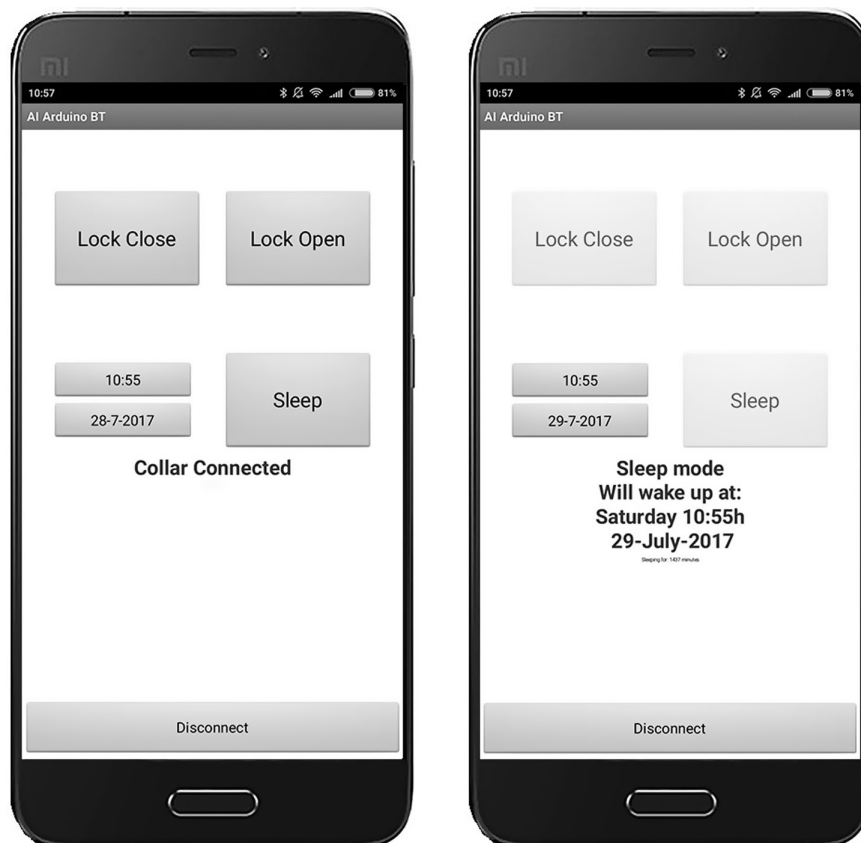 MI
10:57
81%
AI Arduino BT
Lock Close
Lock Open
10:55
28-7-2017
Sleep
Collar Connected
Disconnect
MI
10:57
81%
AI Arduino BT
Lock Close
Lock Open
10:55
29-7-2017
Sleep
Sleep mode
Will wake up at:
Saturday 10:55h
29-July-2017
Sleeping for: 1437 minutes
Disconnect